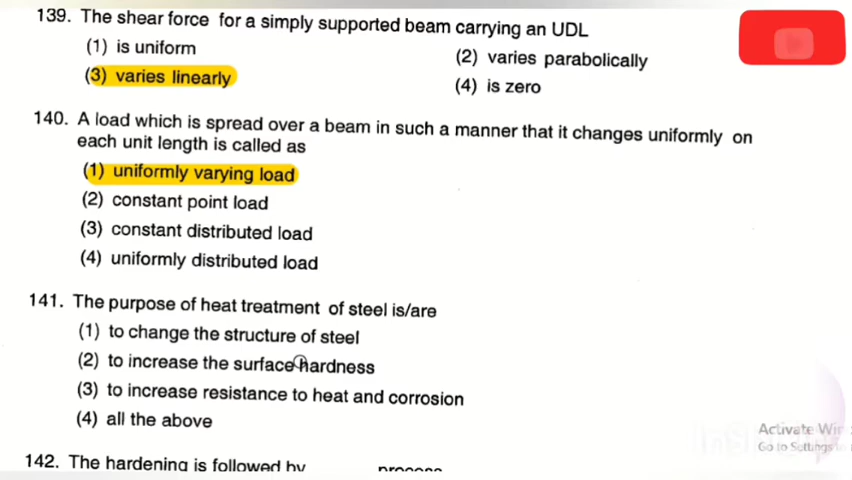 139. The shear force for a simply supported beam carrying an UDL
(1) is uniform
(2) varies parabolically
(3) varies linearly
(4) is zero
140. A load which is spread over a beam in such a manner that it changes uniformly on
each unit length is called as
(1) uniformly varying load
(2) constant point load
(3) constant distributed load
(4) uniformly distributed load
141. The purpose of heat treatment of steel is/are
(1) to change the structure of steel
(2) to increase the surface hardness
(3) to increase resistance to heat and corrosion
(4) all the above
Activate Win
Go to Settings
142. The hardening is followed by process